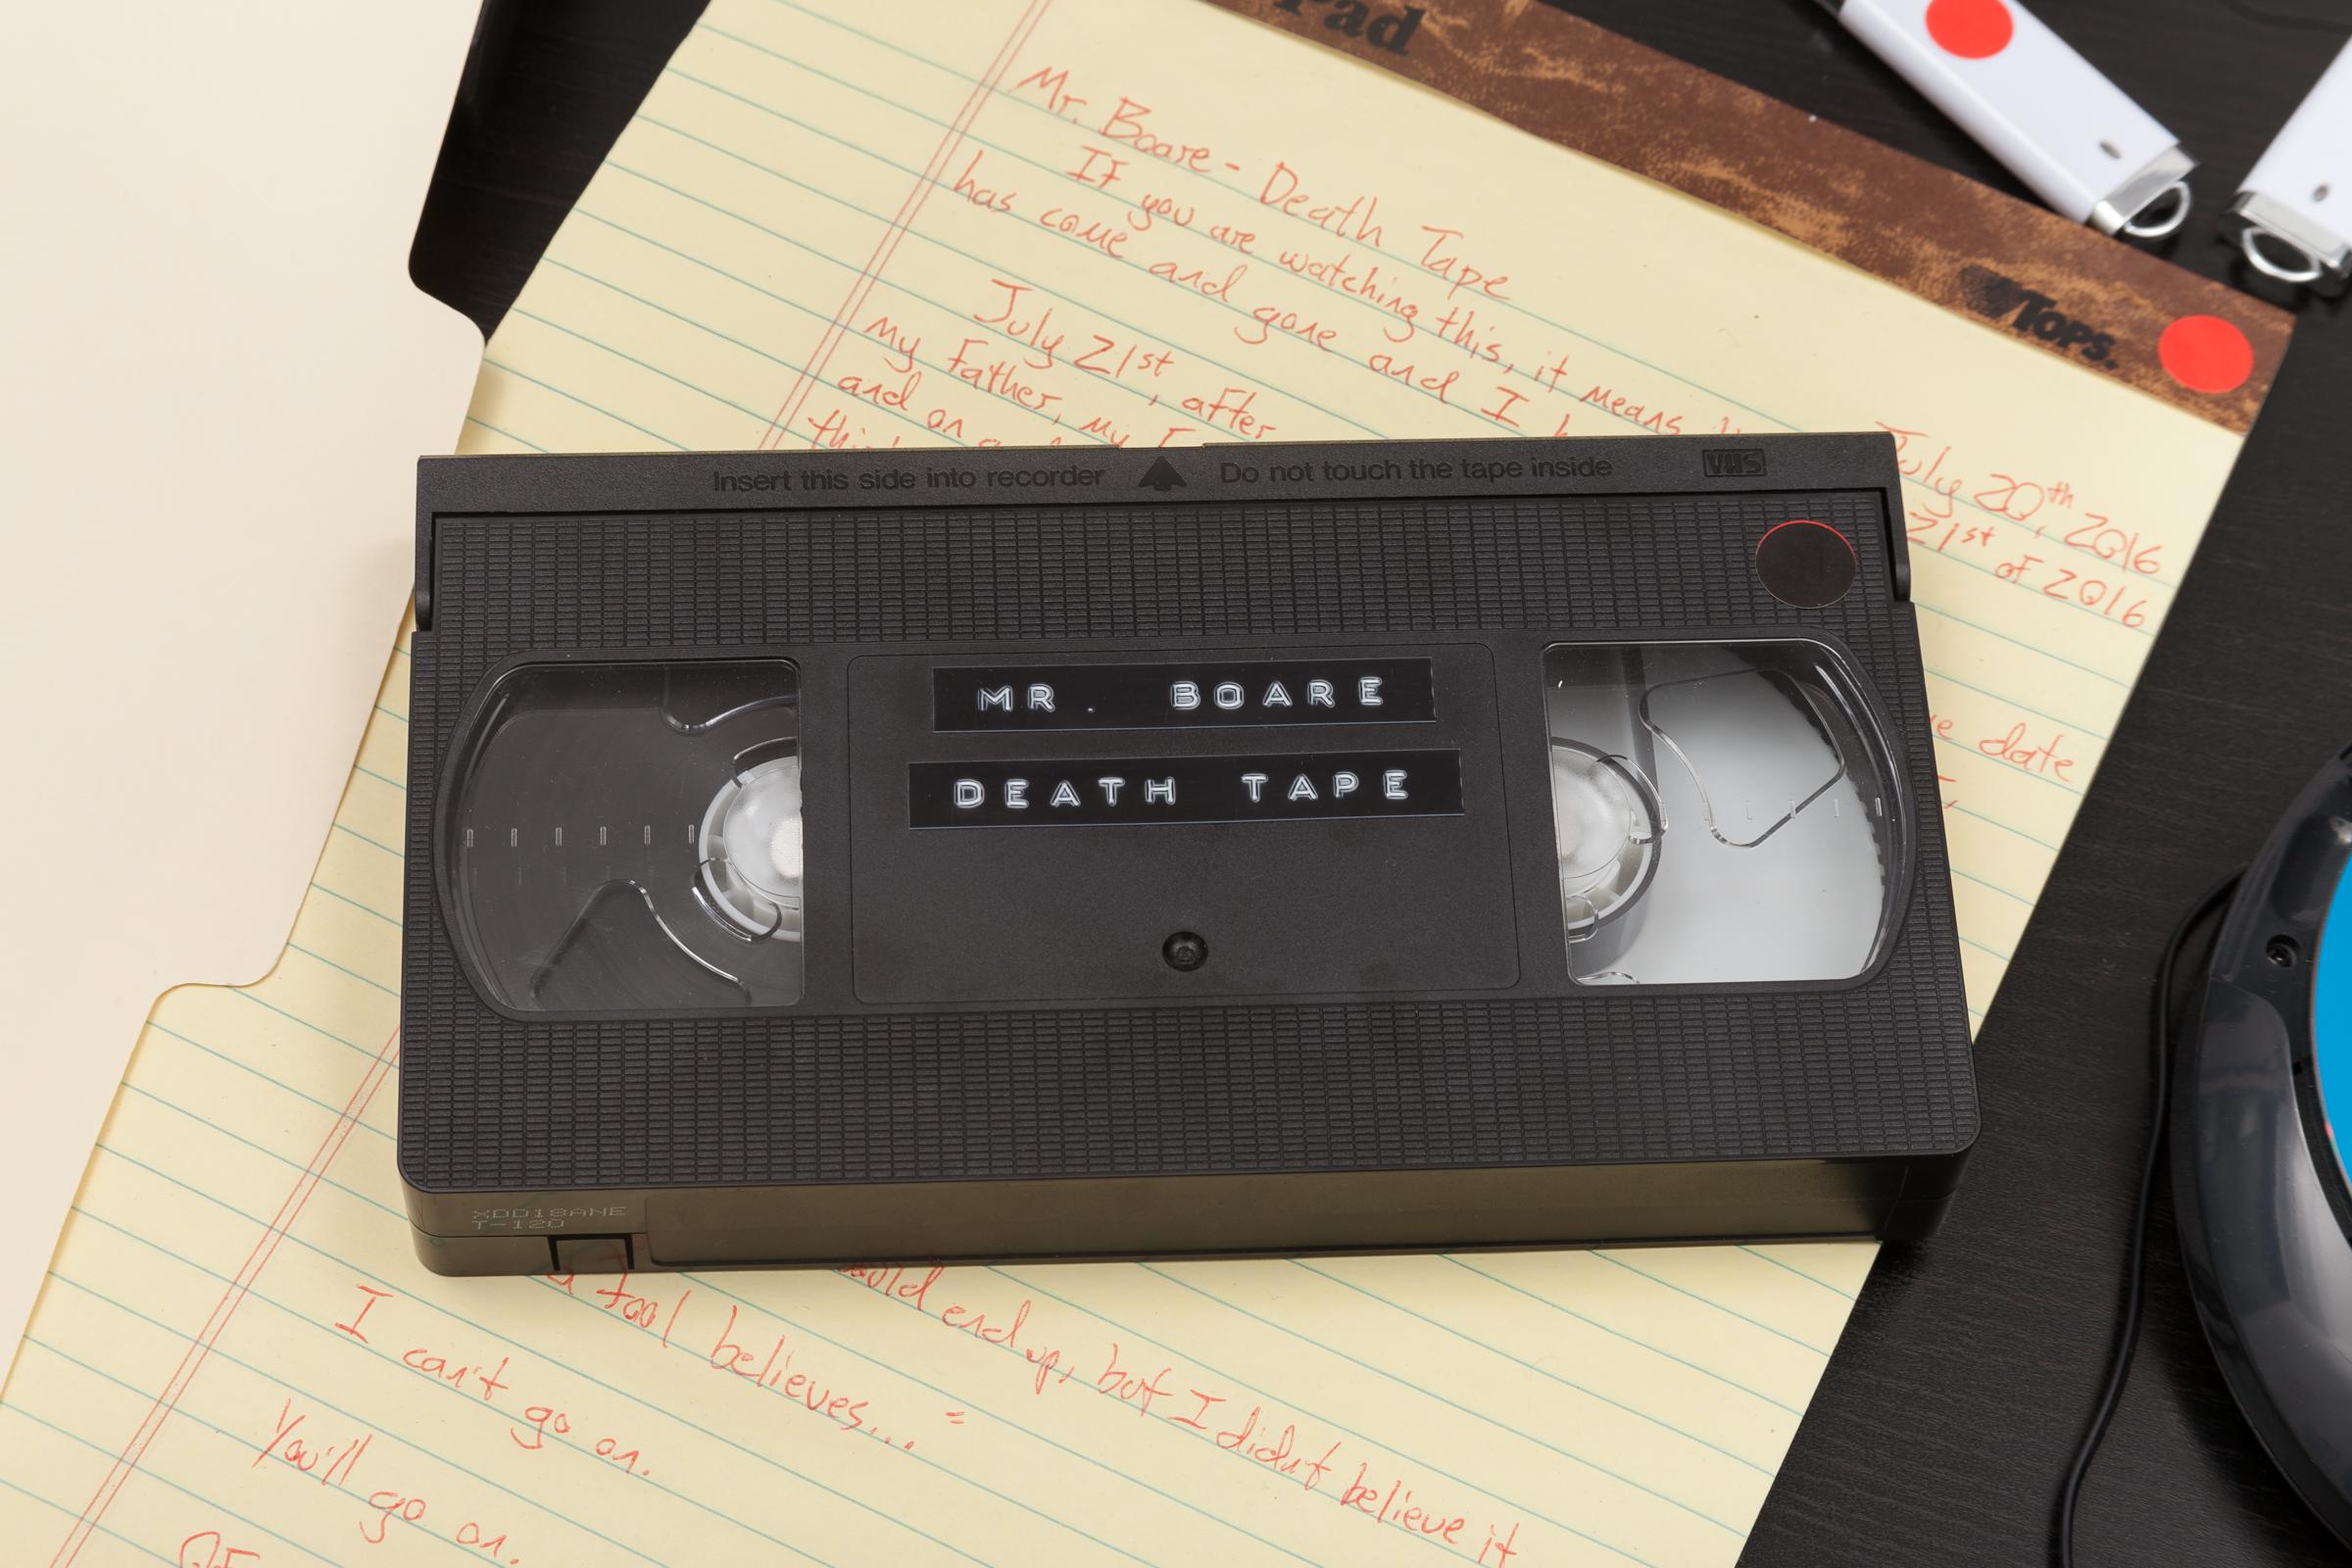 Pad
Tops.
Mr. Boare - Death Tape
If you are watching this, it means July 20th, 2016
has come and gone and I 21st of 2016
July 21st, after
my Father, my
and on
date
Insert this side into recorder Do not touch the tape inside VHS
MR. BOARE
DEATH TAPE
XDD18ANE
T-120
end up, but I didn't believe it
a fool believes... "
I can't go on.
You'll go on.